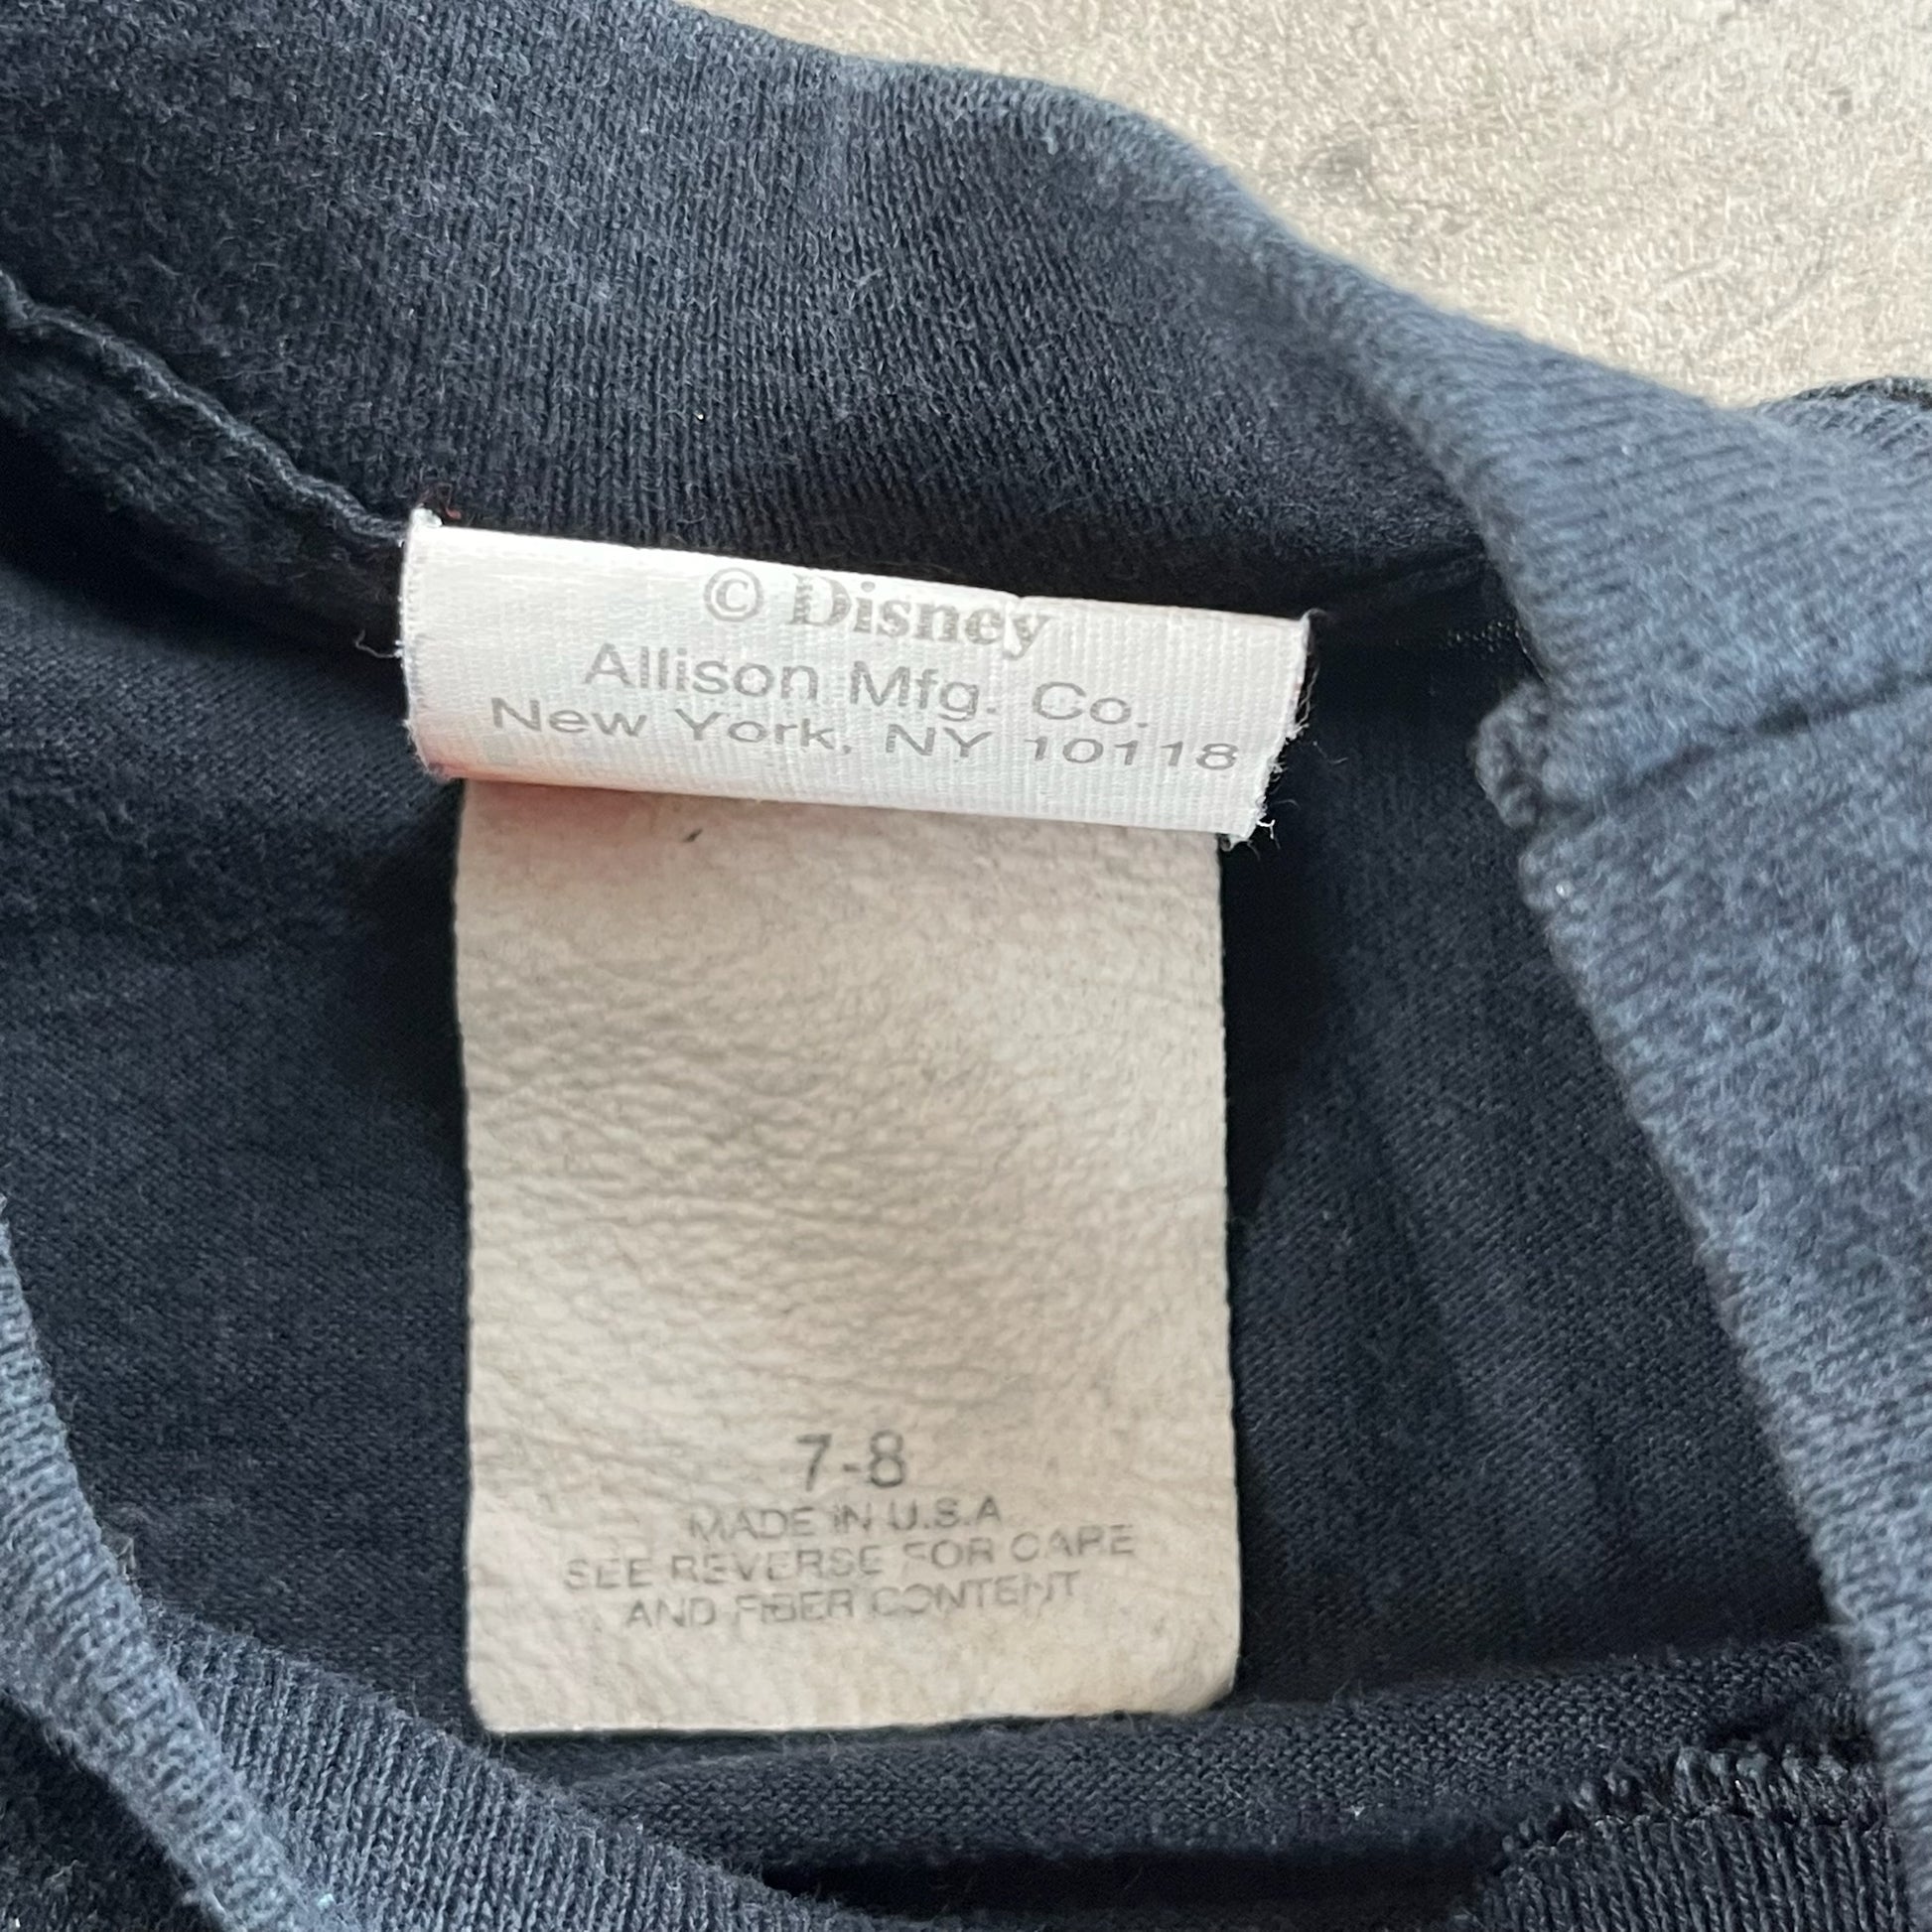 © Disney
Allison Mfg. Co.
New York, NY 10118
7-8
MADE IN U.S.A
SEE REVERSE FOR CARE
AND FIBER CONTENT